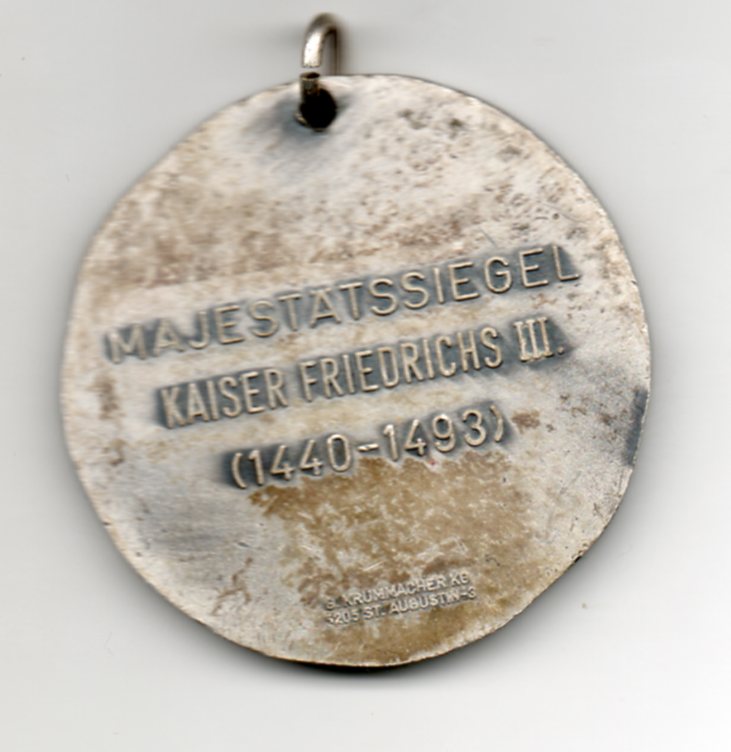 MAJESTÄTSSIEGEL
KAISER FRIEDRICHS III.
(1440-1493)
G. KRUMMACHER KG
5205 ST. AUGUSTIN-3